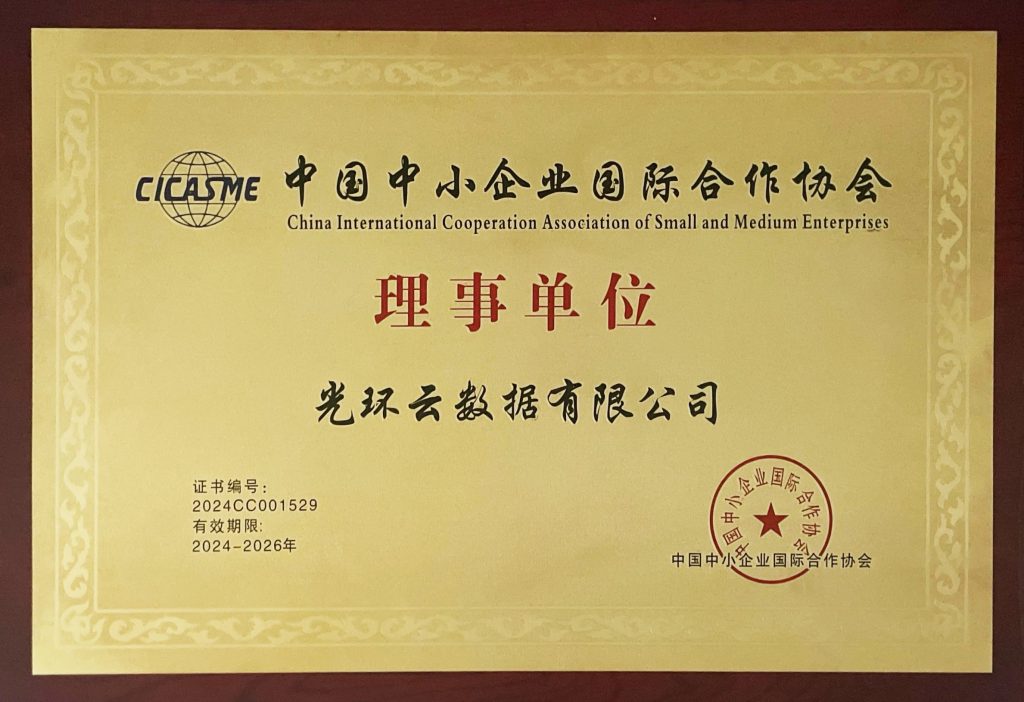 CICASME
中国中小企业国际合作协会
China International Cooperation Association of Small and Medium Enterprises
理事单位
光环云数据有限公司
证书编号:
2024CC001529
有效期限:
2024-2026年
中国中小企业国际合作协会
中国中小企业国际合作协会